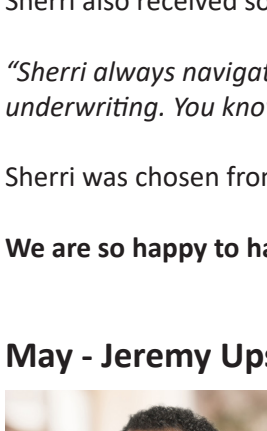 Sherri also received so
“Sherri always navigat
underwriting. You kno
Sherri was chosen from
We are so happy to ha
May - Jeremy Ups